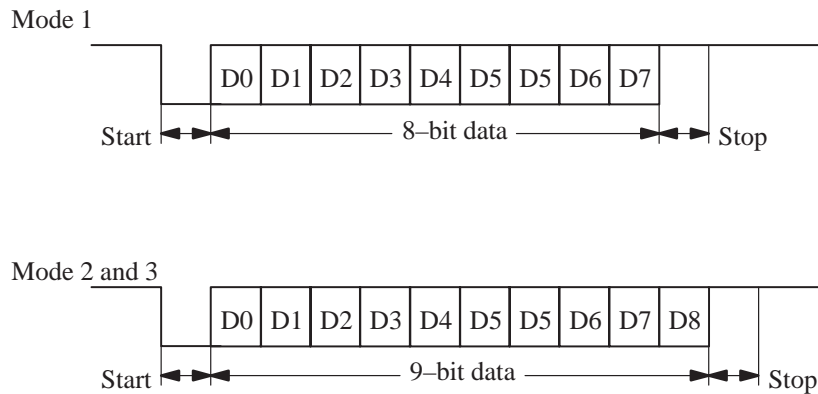 Mode 1
D0 D1 D2 D3 D4 D5 D5 D6 D7
Start 8–bit data Stop
Mode 2 and 3
D0 D1 D2 D3 D4 D5 D5 D6 D7 D8
Start 9–bit data Stop